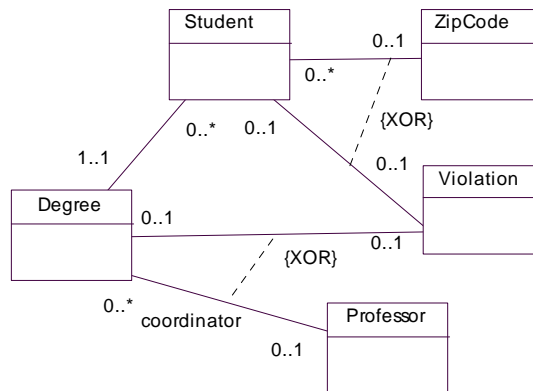 Student
0..1
ZipCode
0..*
{XOR}
0..*
0..1
1..1
0..1
Violation
Degree
0..1
0..1
{XOR}
0..*
coordinator
Professor
0..1